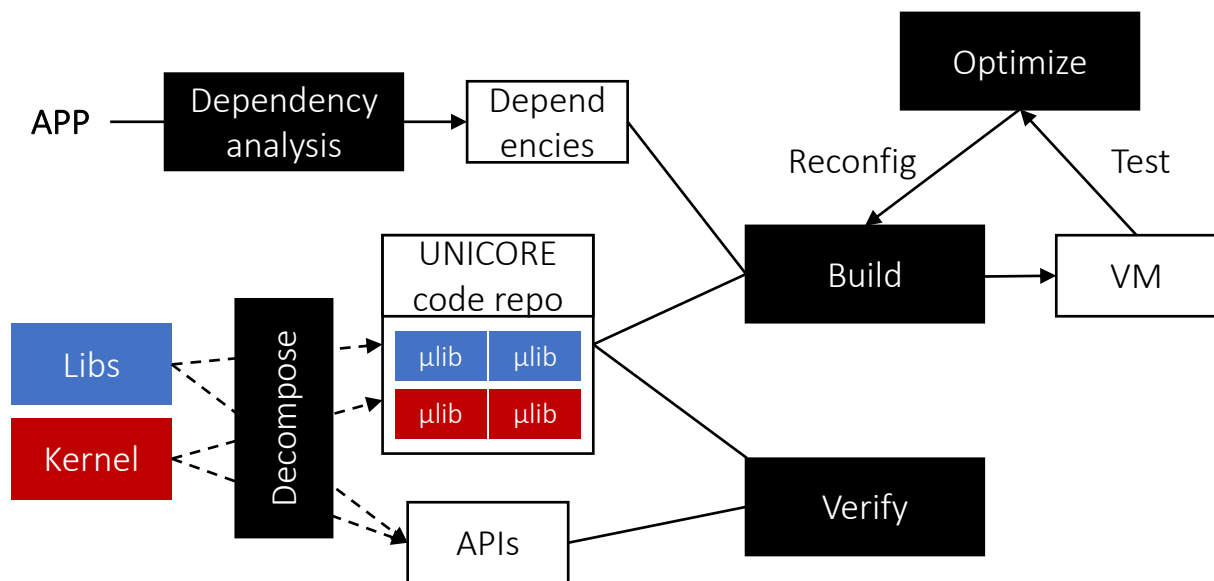 Optimize
Dependency
analysis
Depend
encies
APP
Reconfig
Test
UNICORE
code repo
Build
VM
Libs
µlib
µlib
Kernel
µlib
µlib
Decompose
Verify
APIs